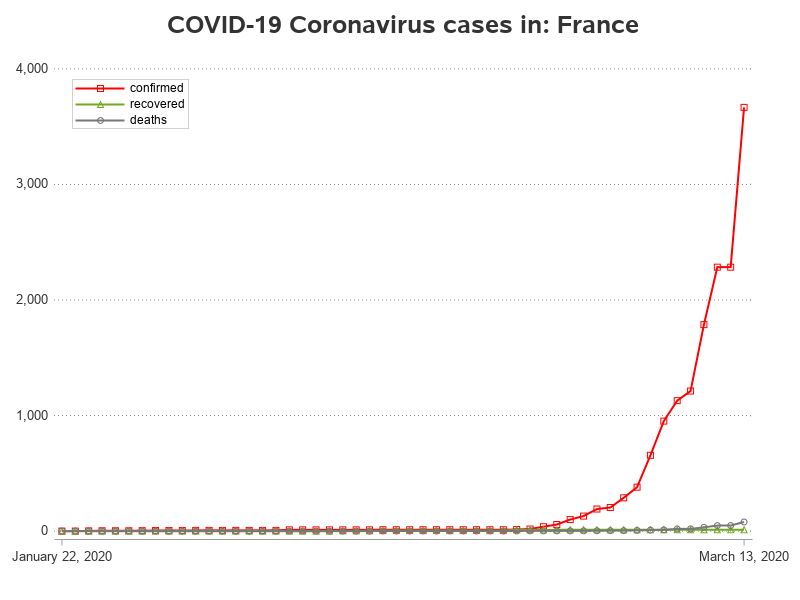 COVID-19 Coronavirus cases in: France
4,000
confirmed
recovered
deaths
3,000
2,000
1,000
0
January 22, 2020 March 13, 2020